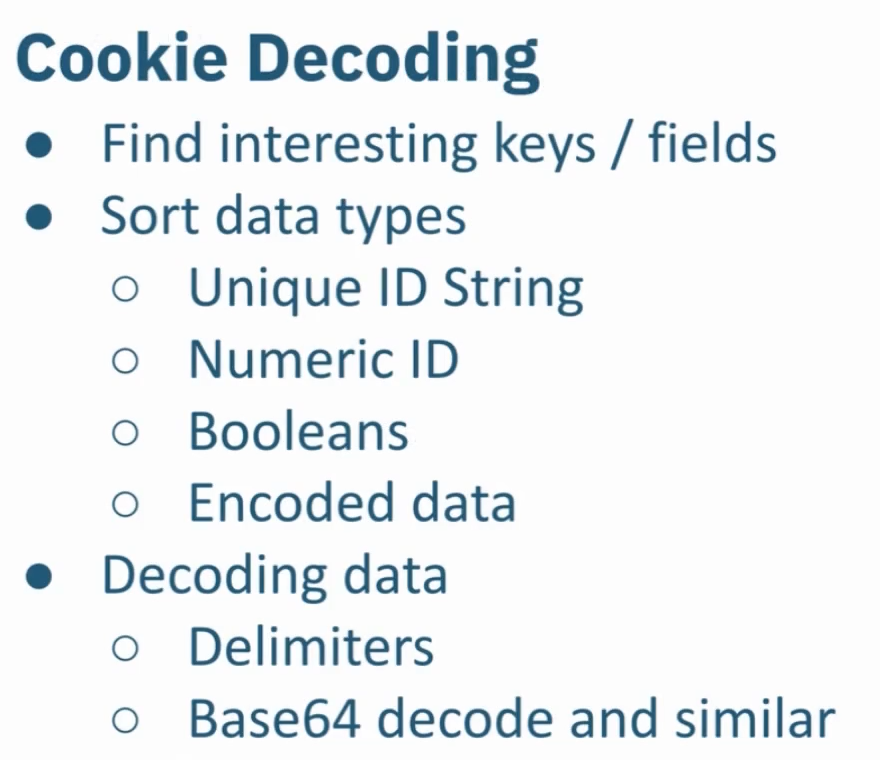 Cookie Decoding
● Find interesting keys / fields
● Sort data types
○ Unique ID String
○ Numeric ID
○ Booleans
○ Encoded data
● Decoding data
○ Delimiters
○ Base64 decode and similar